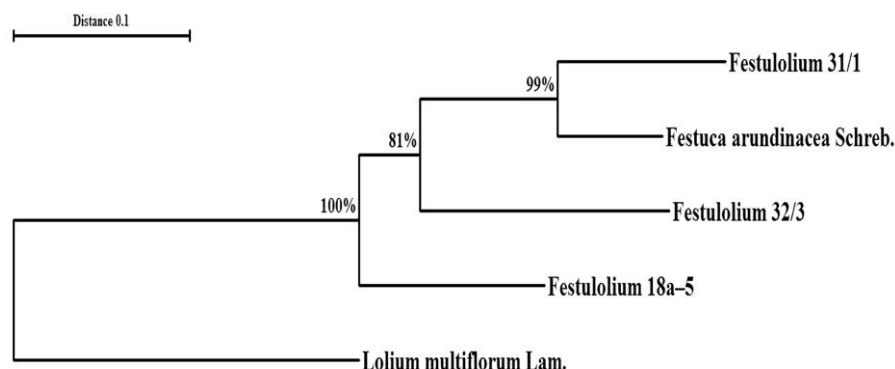 Distance 0.1
Festulolium 31/1
99%
Festuca arundinacea Schreb.
81%
Festulolium 32/3
100%
Festulolium 18a–5
Lolium multiflorum Lam.